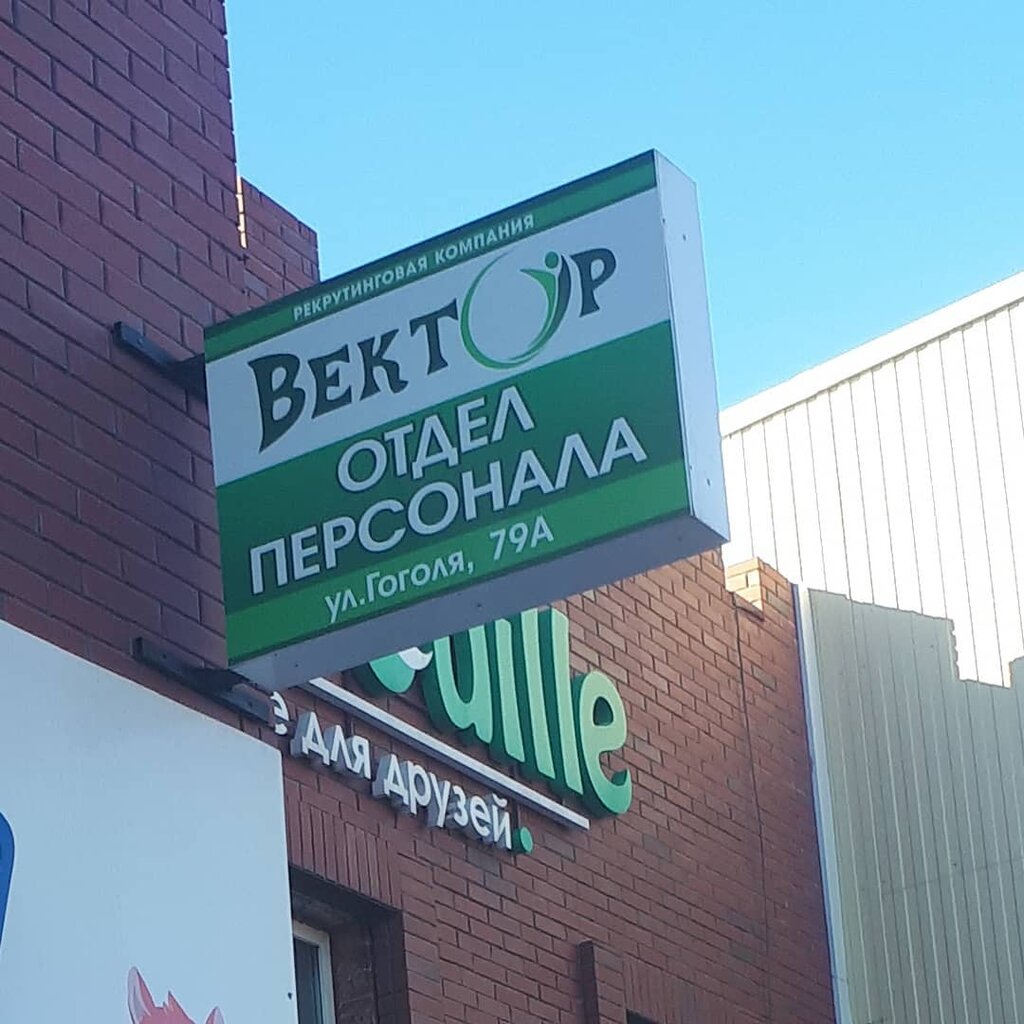 РЕКРУТИНГОВАЯ КОМПАНИЯ
ВЕКТОР
ОТДЕЛ
ПЕРСОНАЛА
ул.Гоголя, 79А
для друзей.